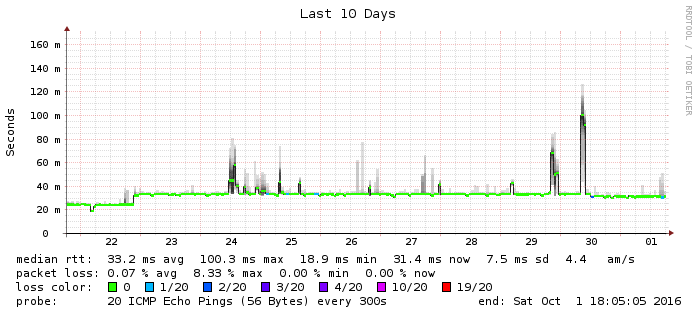 Last 10 Days
RRDTOOL / TOBI OETIKER
Seconds
160 m
140 m
120 m
100 m
80 m
60 m
40 m
20 m
0
22 23 24 25 26 27 28 29 30 01
median rtt: 33.2 ms avg 100.3 ms max 18.9 ms min 31.4 ms now 7.5 ms sd 4.4 am/s
packet loss: 0.07 % avg 8.33 % max 0.00 % min 0.00 % now
loss color: 0 1/20 2/20 3/20 4/20 10/20 19/20
probe: 20 ICMP Echo Pings (56 Bytes) every 300s end: Sat Oct 1 18:05:05 2016